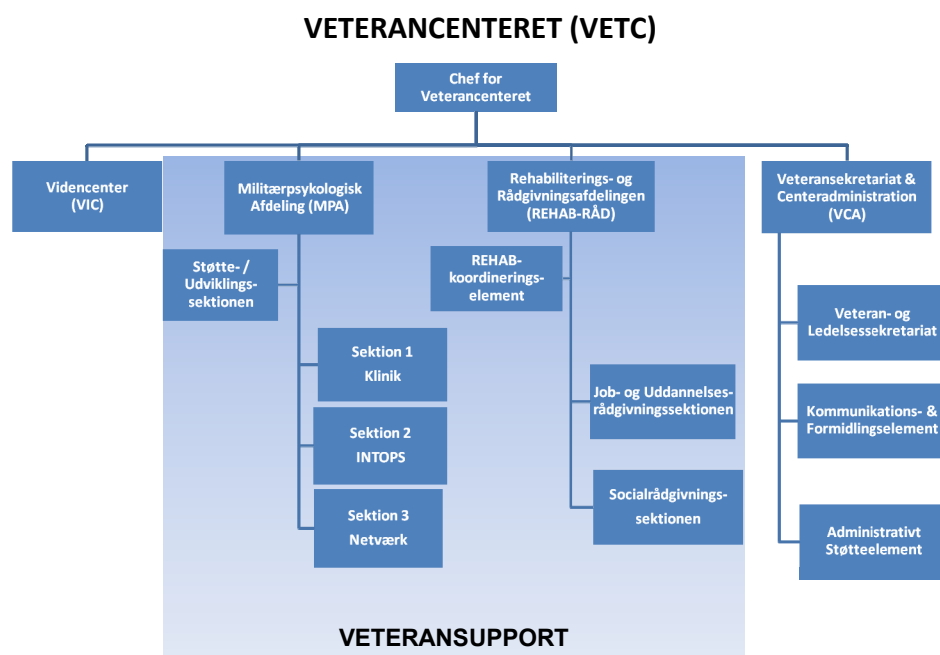 VETERANCENTERET (VETC)
Chef for
Veterancenteret
Videncenter
(VIC)
Militærpsykologisk
Afdeling (MPA)
Rehabiliterings- og
Rådgivningsafdelingen
(REHAB-RÅD)
Veteransekretariat &
Centeradministration
(VCA)
Støtte- /
Udviklings-
sektionen
REHAB-
koordinerings-
element
Sektion 1
Klinik
Sektion 2
INTOPS
Sektion 3
Netværk
Job- og Uddannelses-
rådgivningssektionen
Socialrådgivnings-
sektionen
Veteran- og
Ledelsessekretariat
Kommunikations- &
Formidlingselement
Administrativt
Støtteelement
VETERANSUPPORT